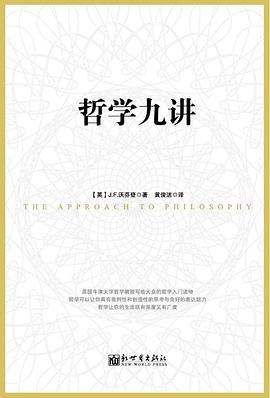 哲学九讲
【英】J.F.沃芬登◎著 黄俊洁◎译
THE APPROACH TO PHILOSOPHY
英国牛津大学哲学教授写给大众的哲学入门读物
哲学可以让你具有批判性和创造性的思考与良好的表达能力
哲学让你的生活既有深度又有广度
新世界出版社
NEW WORLD PRESS